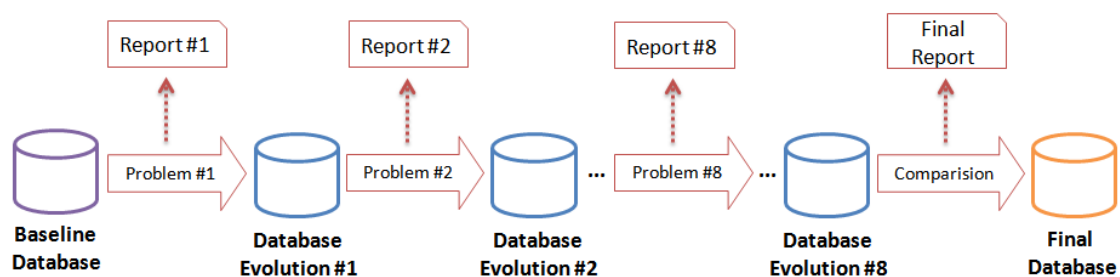 Report #1
Report #2
Report #8
Final
Report
Problem #1
Problem #2
...
Problem #8
...
Comparision
Baseline
Database
Database
Evolution #1
Database
Evolution #2
Database
Evolution #8
Final
Database